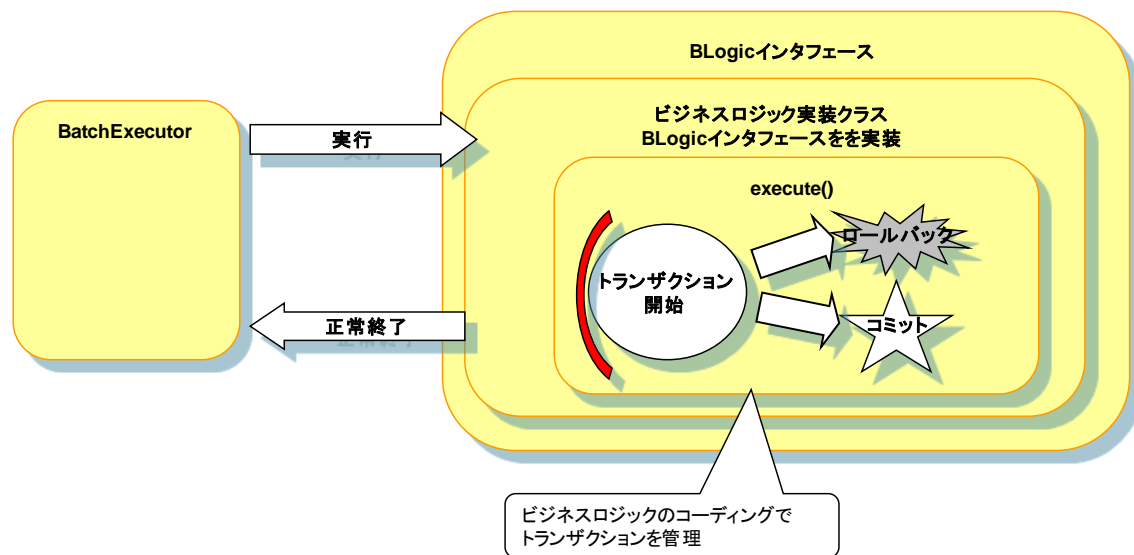 BLogicインタフェース
BatchExecutor
ビジネスロジック実装クラス
BLogicインタフェースをを実装
実行
execute()
ロールバック
トランザクション
開始
コミット
正常終了
ビジネスロジックのコーディングで
トランザクションを管理